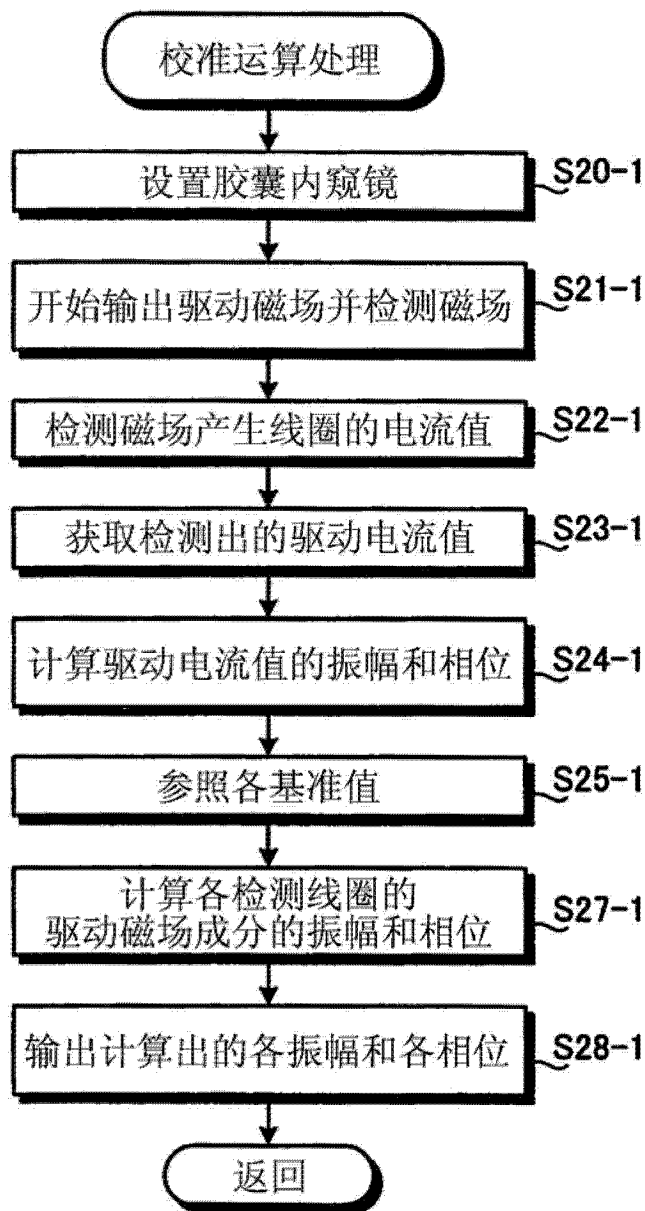 校准运算处理
设置胶囊内窥镜
S20-1
开始输出驱动磁场并检测磁场
S21-1
检测磁场产生线圈的电流值
S22-1
获取检测出的驱动电流值
S23-1
计算驱动电流值的振幅和相位
S24-1
参照各基准值
S25-1
计算各检测线圈的
驱动磁场成分的振幅和相位
S27-1
输出计算出的各振幅和各相位
S28-1
返回